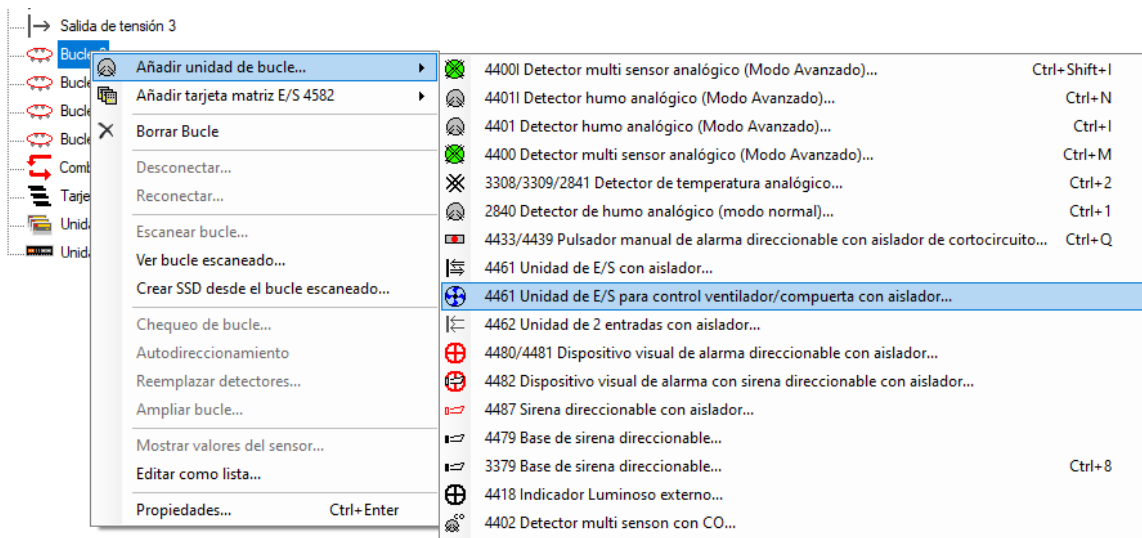 Salida de tensión 3
Bucle
Bucle
Bucle
Bucle
Añadir unidad de bucle...
Añadir tarjeta matriz E/S 4582
Borrar Bucle
Desconectar...
Reconectar...
Escanear bucle...
Ver bucle escaneado...
Crear SSD desde el bucle escaneado...
Chequeo de bucle...
Autodireccionamiento
Reemplazar detectores...
Ampliar bucle...
Mostrar valores del sensor...
Editar como lista...
Propiedades... Ctrl+Enter
4400I Detector multi sensor analógico (Modo Avanzado)... Ctrl+Shift+I
4401I Detector humo analógico (Modo Avanzado)... Ctrl+N
4401 Detector humo analógico (Modo Avanzado)... Ctrl+I
4400 Detector multi sensor analógico (Modo Avanzado)... Ctrl+M
3308/3309/2841 Detector de temperatura analógico... Ctrl+2
2840 Detector de humo analógico (modo normal)... Ctrl+1
4433/4439 Pulsador manual de alarma direccionable con aislador de cortocircuito... Ctrl+Q
4461 Unidad de E/S con aislador...
4461 Unidad de E/S para control ventilador/compuerta con aislador...
4462 Unidad de 2 entradas con aislador...
4480/4481 Dispositivo visual de alarma direccionable con aislador...
4482 Dispositivo visual de alarma con sirena direccionable con aislador...
4487 Sirena direccionable con aislador...
4479 Base de sirena direccionable...
3379 Base de sirena direccionable... Ctrl+8
4418 Indicador Luminoso externo...
4402 Detector multi senson con CO...